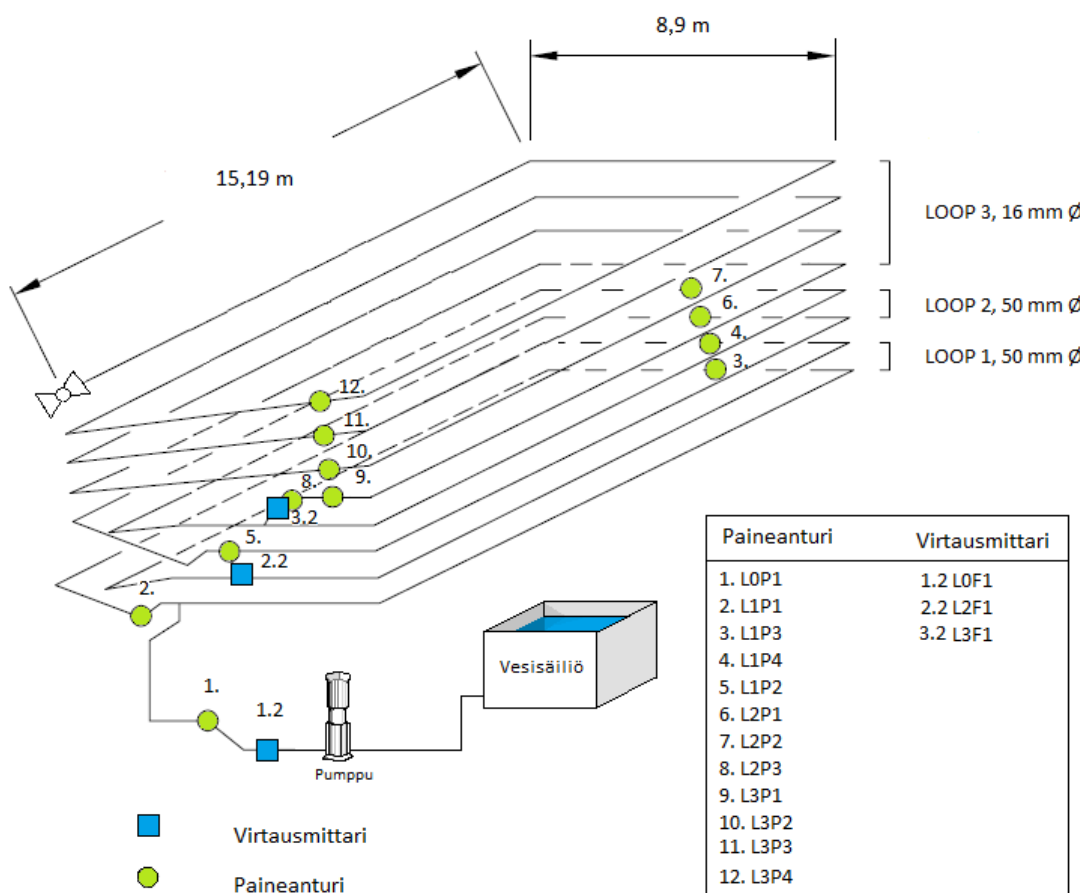 8,9 m
15,19 m
LOOP 3, 16 mm Ø
LOOP 2, 50 mm Ø
LOOP 1, 50 mm Ø
7.
6.
4.
3.
12.
11.
10.
9.
8.
3.2
5.
2.2
2.
1.
1.2
Vesisäiliö
Pumppu
Virtausmittari
Paineanturi
Paineanturi Virtausmittari
1. L0P1 1.2 L0F1
2. L1P1 2.2 L2F1
3. L1P3 3.2 L3F1
4. L1P4
5. L1P2
6. L2P1
7. L2P2
8. L2P3
9. L3P1
10. L3P2
11. L3P3
12. L3P4